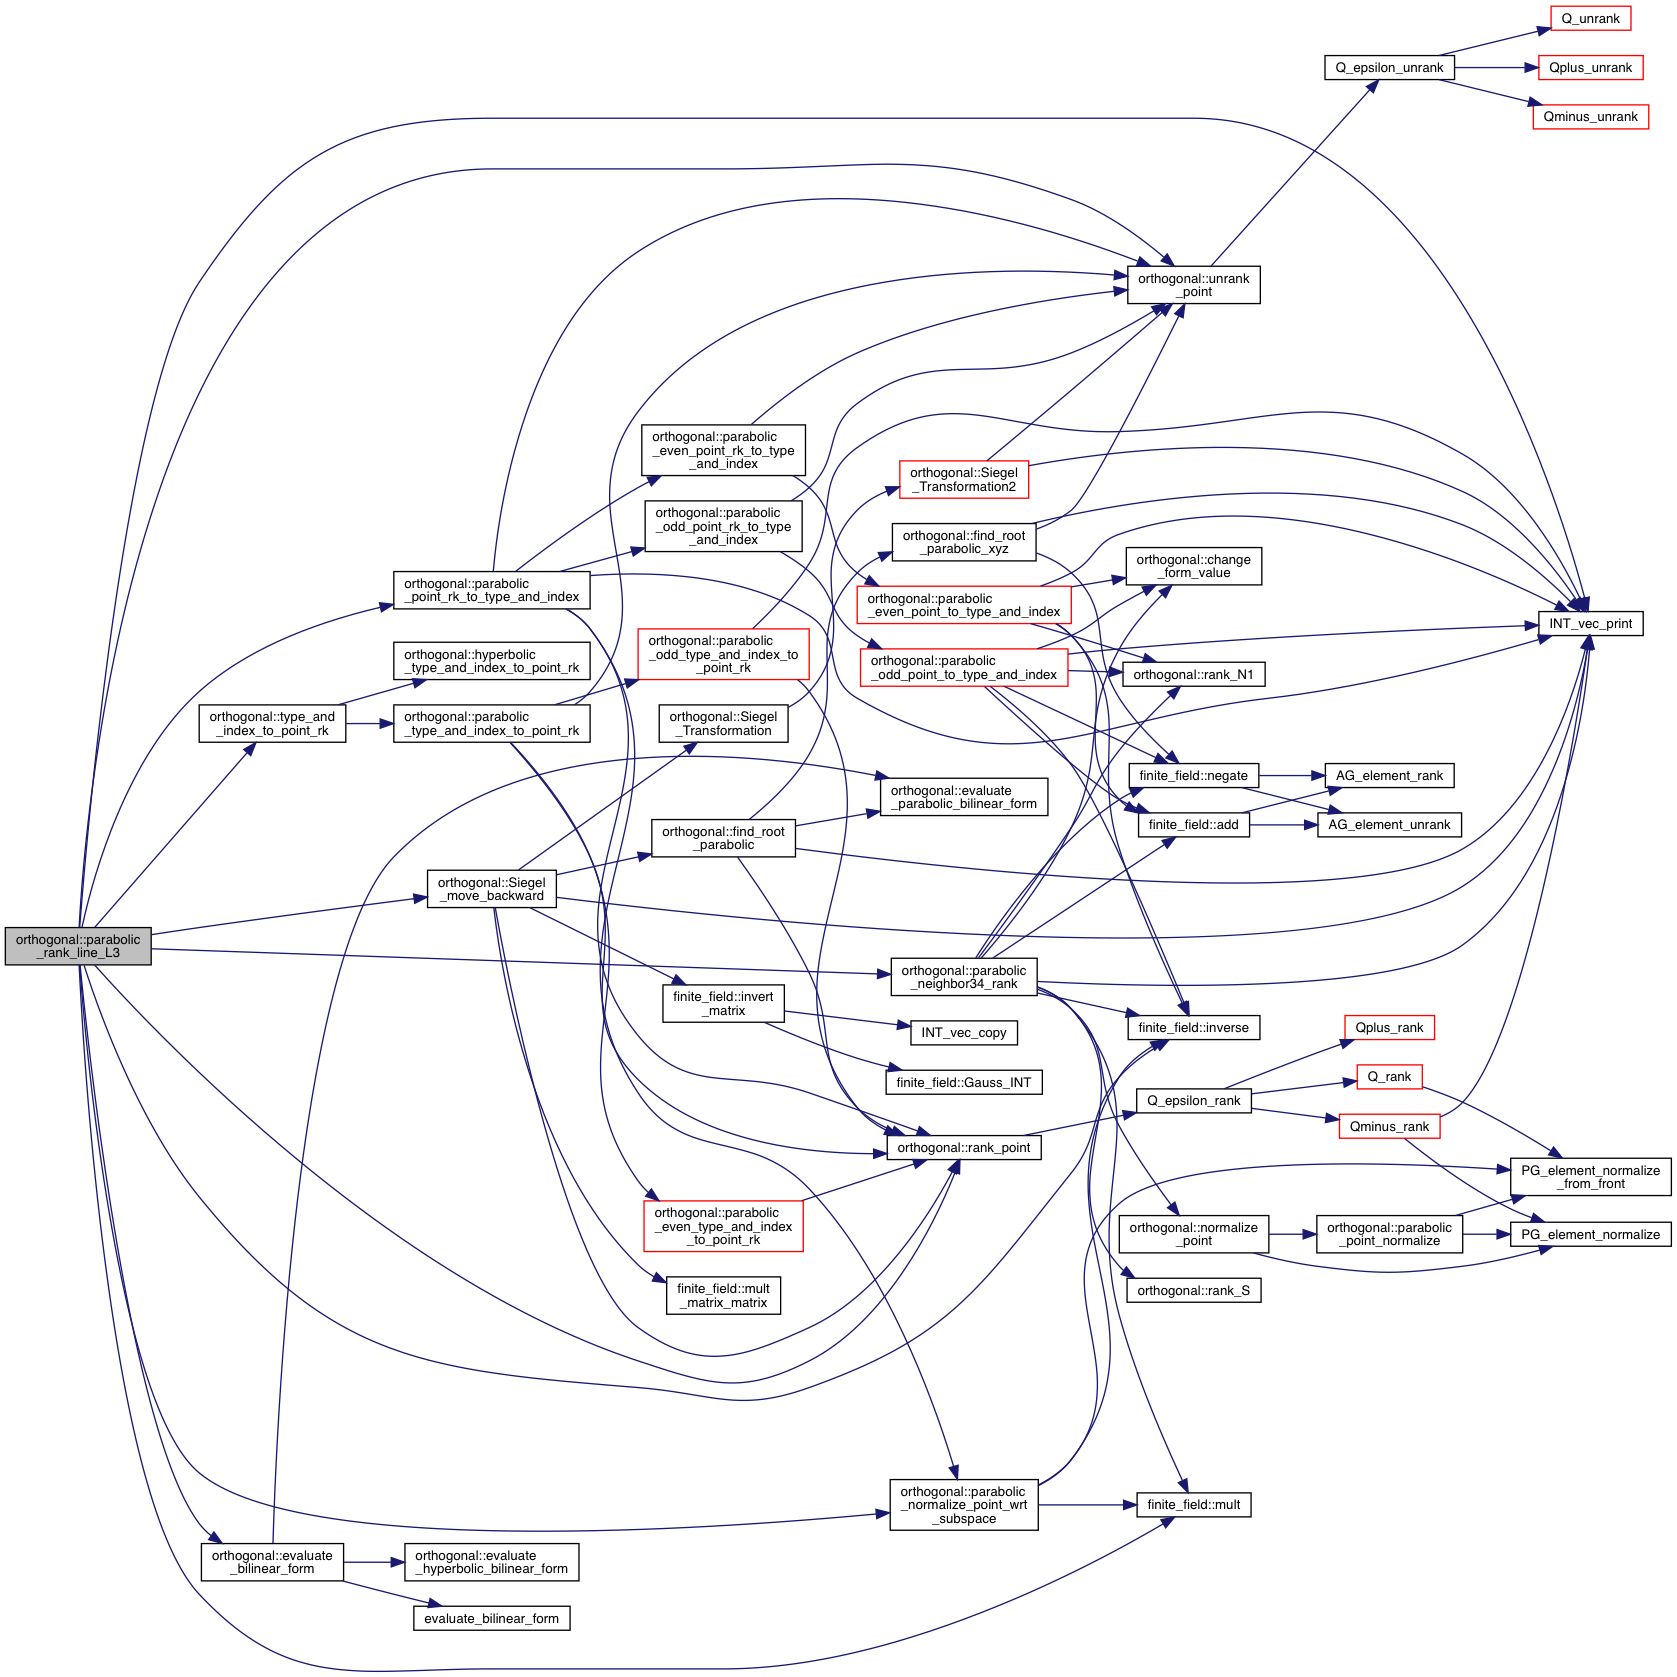 Q_unrank
Q_epsilon_unrank
Qplus_unrank
Qminus_unrank
orthogonal::unrank
_point
orthogonal::parabolic
_even_point_rk_to_type
_and_index
orthogonal::Siegel
_Transformation2
orthogonal::parabolic
_odd_point_rk_to_type
_and_index
orthogonal::find_root
_parabolic_xyz
orthogonal::change
_form_value
orthogonal::parabolic
_point_rk_to_type_and_index
orthogonal::parabolic
_even_point_to_type_and_index
INT_vec_print
orthogonal::hyperbolic
_type_and_index_to_point_rk
orthogonal::parabolic
_odd_type_and_index_to
_point_rk
orthogonal::parabolic
_odd_point_to_type_and_index
orthogonal::rank_N1
orthogonal::type_and
_index_to_point_rk
orthogonal::parabolic
_type_and_index_to_point_rk
orthogonal::Siegel
_Transformation
finite_field::negate
AG_element_rank
orthogonal::evaluate
_parabolic_bilinear_form
finite_field::add
AG_element_unrank
orthogonal::find_root
_parabolic
orthogonal::Siegel
_move_backward
orthogonal::parabolic
_rank_line_L3
orthogonal::parabolic
_neighbor34_rank
finite_field::invert
_matrix
INT_vec_copy
finite_field::inverse
Qplus_rank
finite_field::Gauss_INT
Q_rank
Q_epsilon_rank
Qminus_rank
orthogonal::rank_point
PG_element_normalize
_from_front
orthogonal::parabolic
_even_type_and_index
_to_point_rk
orthogonal::normalize
_point
orthogonal::parabolic
_point_normalize
PG_element_normalize
finite_field::mult
_matrix_matrix
orthogonal::rank_S
orthogonal::parabolic
_normalize_point_wrt
_subspace
finite_field::mult
orthogonal::evaluate
_bilinear_form
orthogonal::evaluate
_hyperbolic_bilinear_form
evaluate_bilinear_form